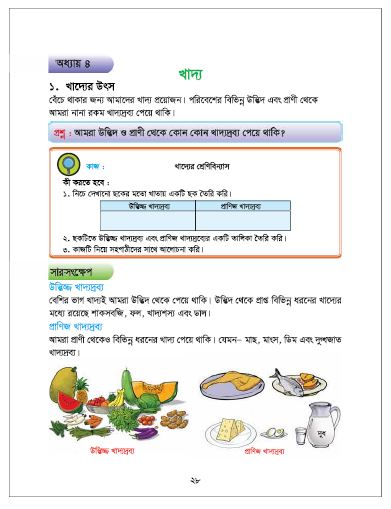 অধ্যায় ৪
খাদ্য
১. খাদ্যের উৎস
বেঁচে থাকার জন্য আমাদের খাদ্য প্রয়োজন। পরিবেশের বিভিন্ন উদ্ভিদ এবং প্রাণী থেকে
আমরা নানা রকম খাদ্যদ্রব্য পেয়ে থাকি।
প্রশ্ন : আমরা উদ্ভিদ ও প্রাণী থেকে কোন কোন খাদ্যদ্রব্য পেয়ে থাকি?
কাজ : খাদ্যের শ্রেণিবিন্যাস
কী করতে হবে :
১. নিচে দেখানো ছকের মতো খাতায় একটি ছক তৈরি করি।
উদ্ভিজ্জ খাদ্যদ্রব্য প্রাণিজ খাদ্যদ্রব্য
২. ছকটিতে উদ্ভিজ্জ খাদ্যদ্রব্য এবং প্রাণিজ খাদ্যদ্রব্যের একটি তালিকা তৈরি করি।
৩. কাজটি নিয়ে সহপাঠীদের সাথে আলোচনা করি।
সারসংক্ষেপ
উদ্ভিজ্জ খাদ্যদ্রব্য
বেশির ভাগ খাদ্যই আমরা উদ্ভিদ থেকে পেয়ে থাকি। উদ্ভিদ থেকে প্রাপ্ত বিভিন্ন ধরনের খাদ্যের
মধ্যে রয়েছে শাকসবজি, ফল, খাদ্যশস্য এবং ডাল।
প্রাণিজ খাদ্যদ্রব্য
আমরা প্রাণী থেকেও বিভিন্ন ধরনের খাদ্য পেয়ে থাকি। যেমন– মাছ, মাংস, ডিম এবং দুগ্ধজাত
খাদ্যদ্রব্য।
দুধ
উদ্ভিজ্জ খাদ্যদ্রব্য প্রাণিজ খাদ্যদ্রব্য
২৮